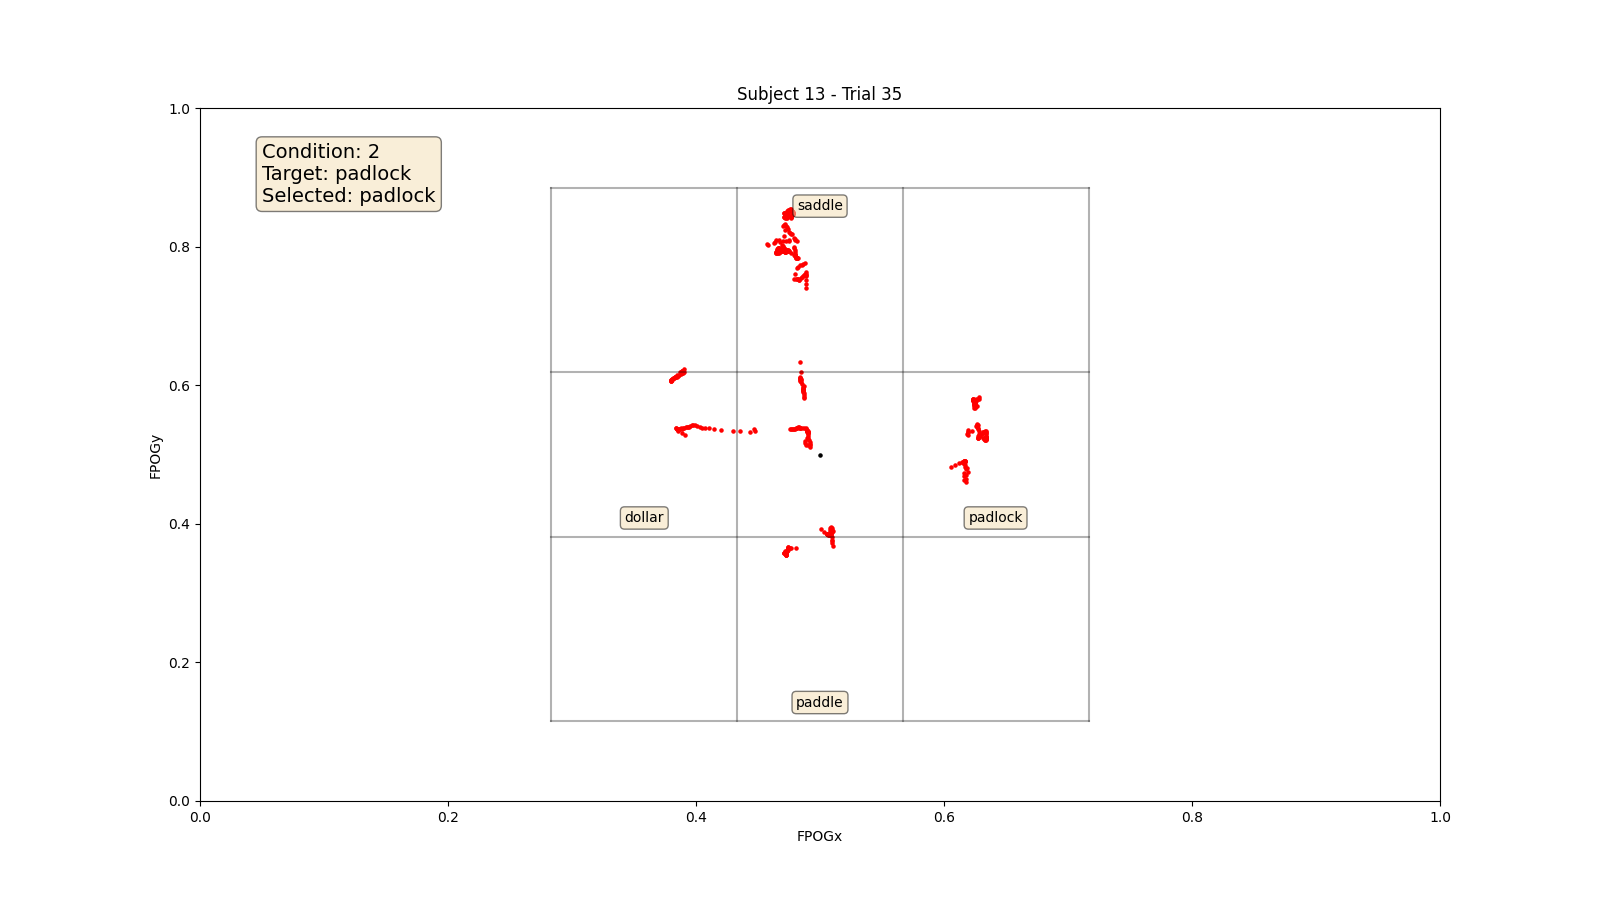 Subject 13 - Trial 35
1.0
Condition: 2
Target: padlock
Selected: padlock
saddle
0.8
0.6
FPOGy
0.4
dollar
padlock
0.2
paddle
0.0
0.0 0.2 0.4 0.6 0.8 1.0
FPOGx